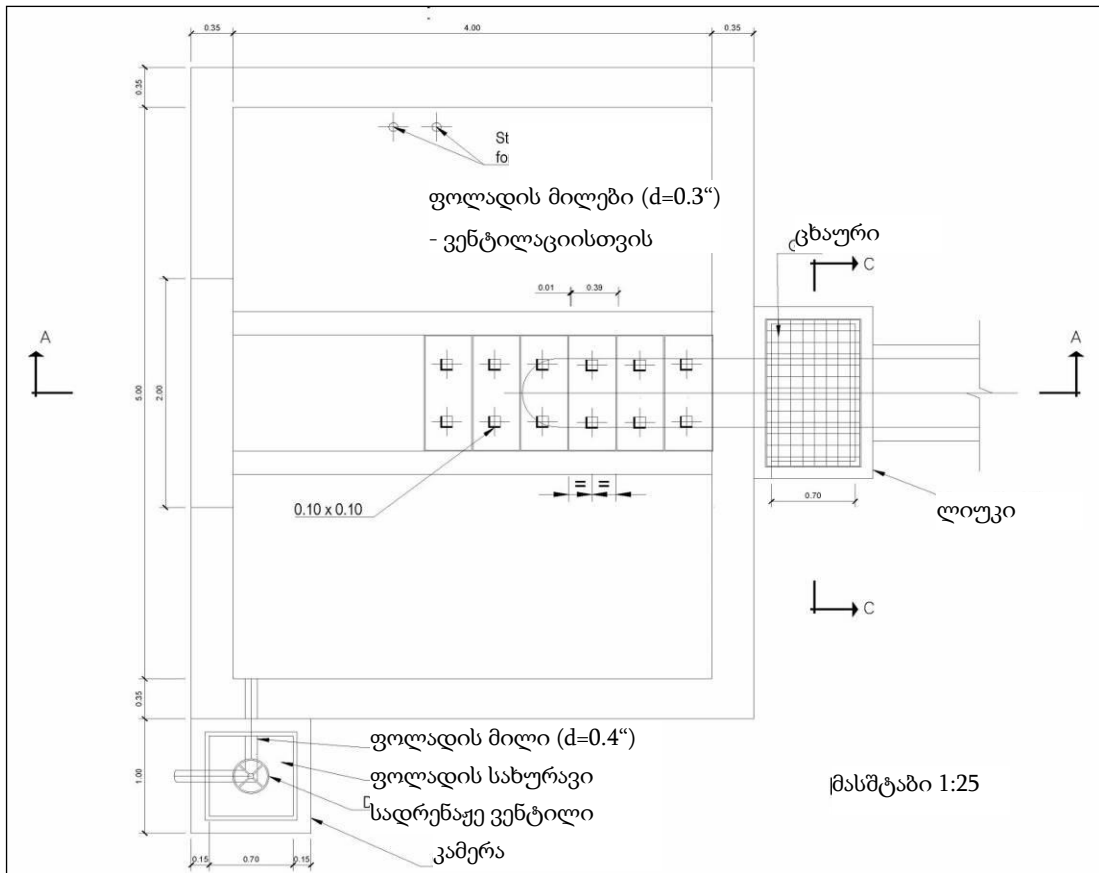 0.35
4.00
0.35
0.35
St
fo
ფოლადის მილები (d=0.3“)
- ვენტილაციისთვის
ცხაური
C
0.01
0.39
A
A
5.00
2.00
0.10 x 0.10
= =
0.70
ლიუკი
C
0.35
ფოლადის მილი (d=0.4“)
ფოლადის სახურავი
მასშტაბი 1:25
1.00
სადრენაჟე ვენტილი
კამერა
0.15
0.70
0.15